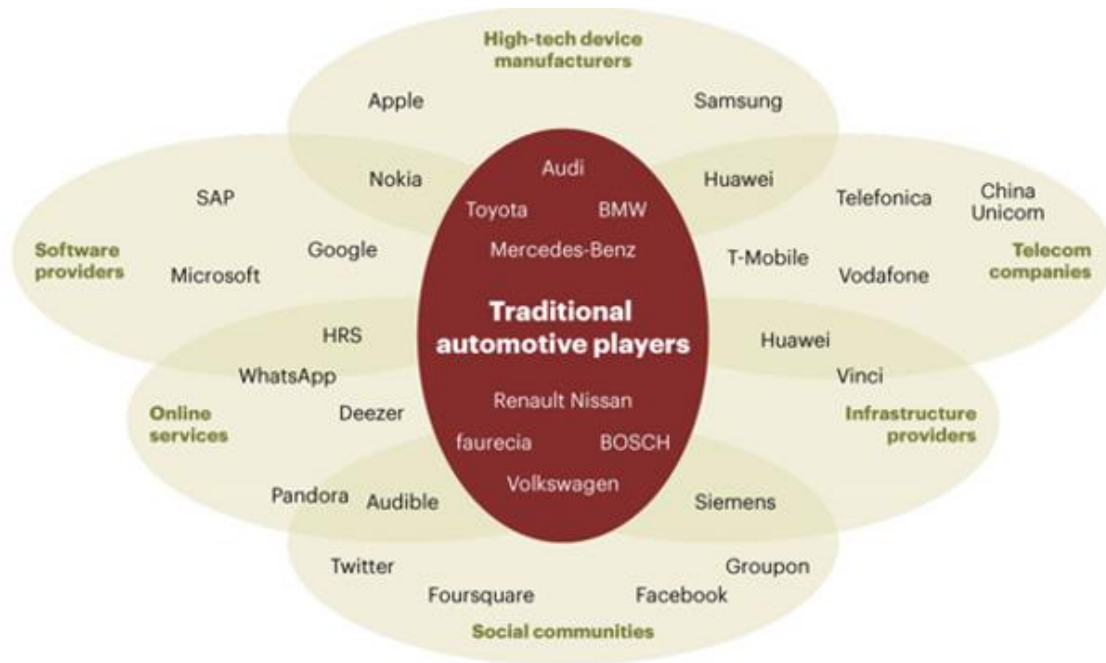 High-tech device
manufacturers
Apple
Samsung
Nokia
Audi
Huawei
Toyota
BMW
Mercedes-Benz
SAP
Google
Microsoft
Software
providers
Telefonica
China
Unicom
T-Mobile
Vodafone
Telecom
companies
Traditional
automotive players
HRS
WhatsApp
Deezer
Online
services
Pandora
Audible
Huawei
Vinci
Infrastructure
providers
Renault Nissan
faurecia
BOSCH
Volkswagen
Siemens
Twitter
Foursquare
Facebook
Groupon
Social communities